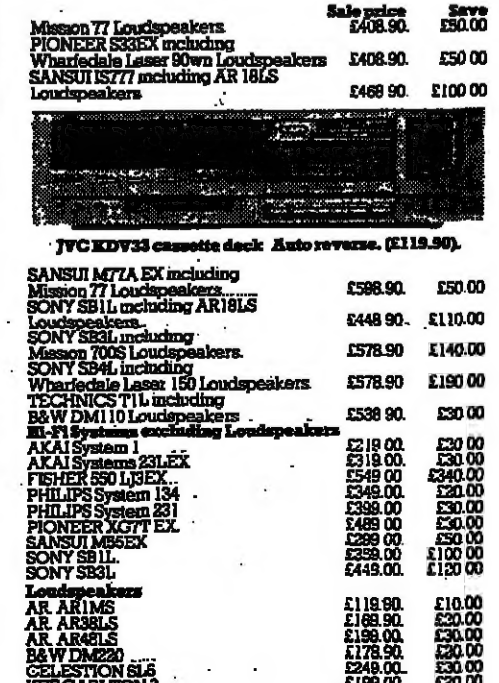 Sale price Save
Mission 77 Loudspeakers £408.90. £50.00
PIONEER S33EX including
Wharfedale Laser 90wn Loudspeakers £408.90. £50 00
SANSUI IS777 including AR 18LS
Loudspeakers £468 90. £100 00
JVC KDV33 cassette deck Auto reverse. (£119.90).
SANSUI M77A EX including
Mission 77 Loudspeakers......... £598.90. £50.00
SONY SB1L including AR18LS
Loudspeakers.. £448 90. £110.00
SONY SB3L including
Mission 700S Loudspeakers. £578.90 £140.00
SONY SB4L including
Wharfedale Laser 150 Loudspeakers. £578.90 £190 00
TECHNICS T1L including
B&W DM110 Loudspeakers £538 90. £30 00
Hi-Fi Systems excluding Loudspeakers
AKAI System 1 £219 00. £30 00
AKAI Systems 23LEX £319.00. £30.00
FISHER 550 LJ3EX.. £549 00 £340.00
PHILIPS System 134 £349.00. £20.00
PHILIPS System 231 £399.00 £30.00
PIONEER XG7T EX. £489 00 £30.00
SANSUI M55EX £299 00. £50 00
SONY SB1L. £359.00 £100 00
SONY SB3L £449.00. £120 00
Loudspeakers
AR AR1MS £119.90. £10.00
AR AR38LS £169.90. £20.00
AR AR48LS £199.00. £30.00
B&W DM220 £179.90. £30 00
CELESTION SL6 £249.00. £30.00
£199 00 £20 00